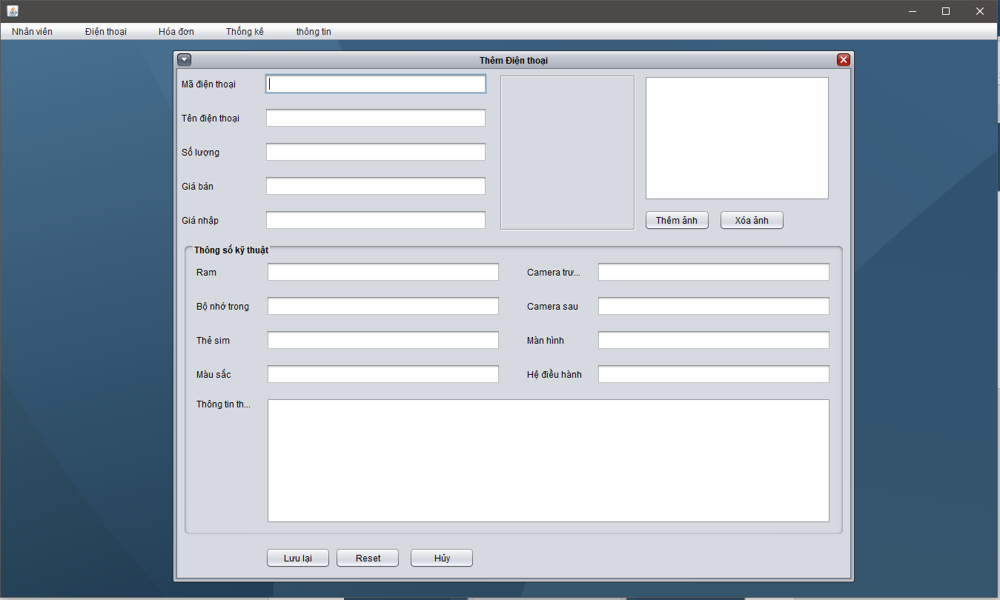 Nhân viên Điện thoại Hóa đơn Thống kê thông tin
Thêm Điện thoại
Mã điện thoại
Tên điện thoại
Số lượng
Giá bán
Giá nhập
Thêm ảnh Xóa ảnh
Thông số kỹ thuật
Ram Camera trư...
Bộ nhớ trong Camera sau
Thẻ sim Màn hình
Màu sắc Hệ điều hành
Thông tin th...
Lưu lại Reset Hủy